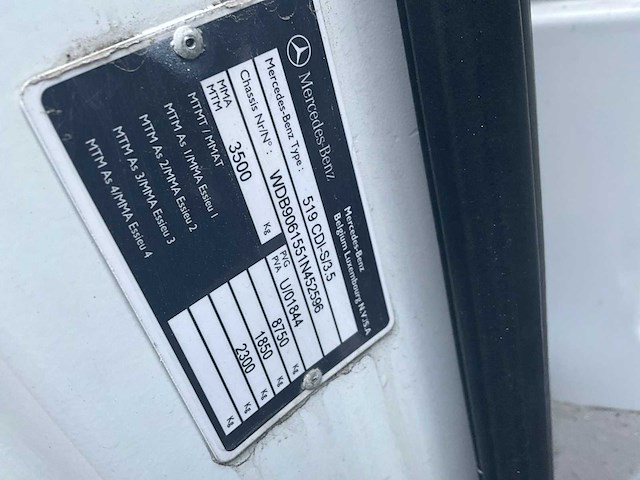 Mercedes-Benz
Mercedes-Benz
Belgium Luxembourg N.V./S.A
Mercedes-Benz Type : 519 CDI-S/3.5
Chassis Nr/N° : WDB9061551N452596
MMA
MTM 3500 Kg PVG
PVA U/01844
MTMT / MMAT 8750 Kg
MTM As 1/MMA Essieu 1 1850 Kg
MTM As 2/MMA Essieu 2 2300 Kg
MTM As 3/MMA Essieu 3 Kg
MTM As 4/MMA Essieu 4 Kg